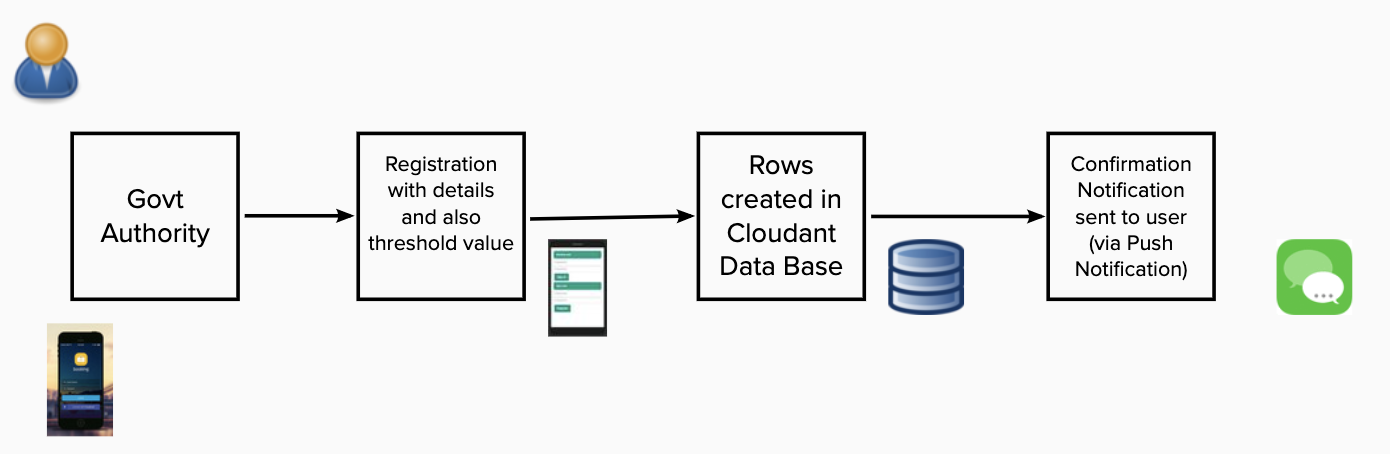 Govt
Authority
Registration
with details
and also
threshold value
Rows
created in
Cloudant
Data Base
Confirmation
Notification
sent to user
(via Push
Notification)